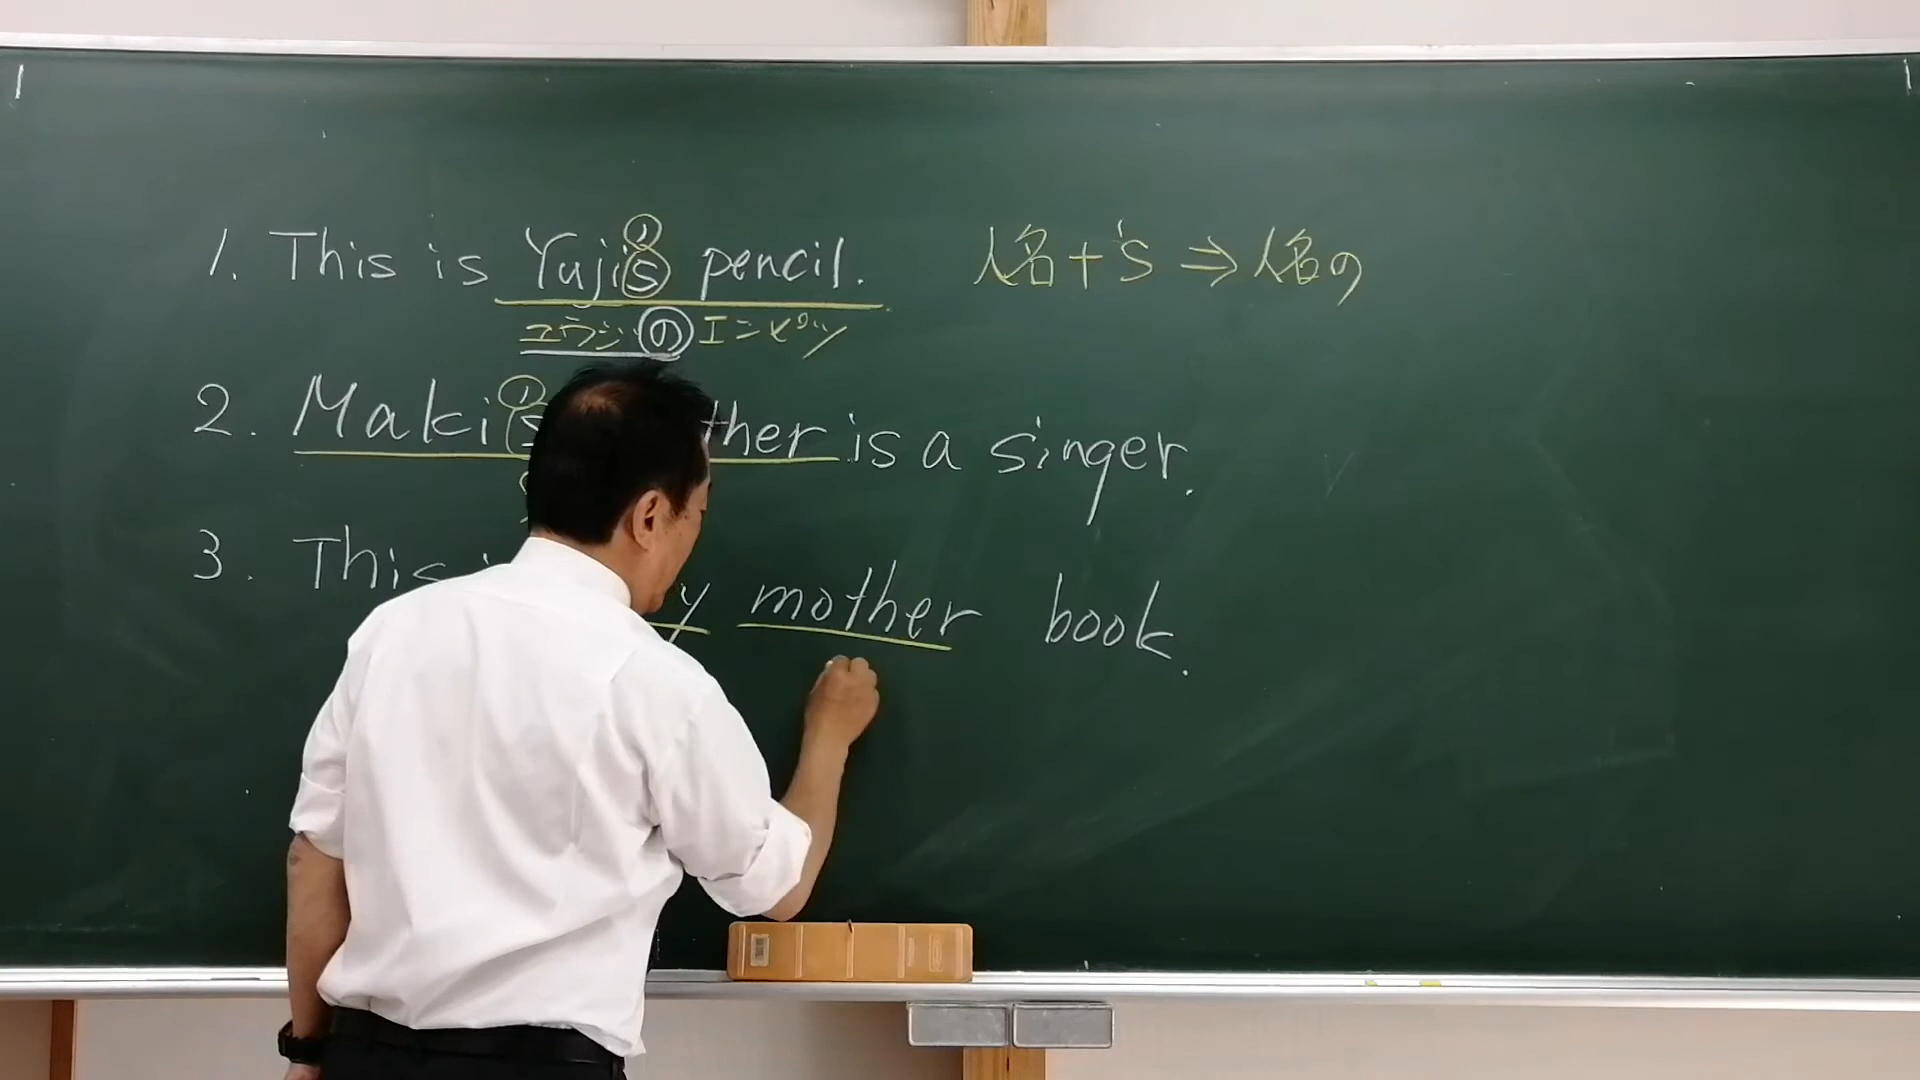 1. This is Yuji's pencil. 人名+'s ⇒ 人名の
ユウジの エンピツ
2. Maki's ther is a singer.
3. This y mother book.